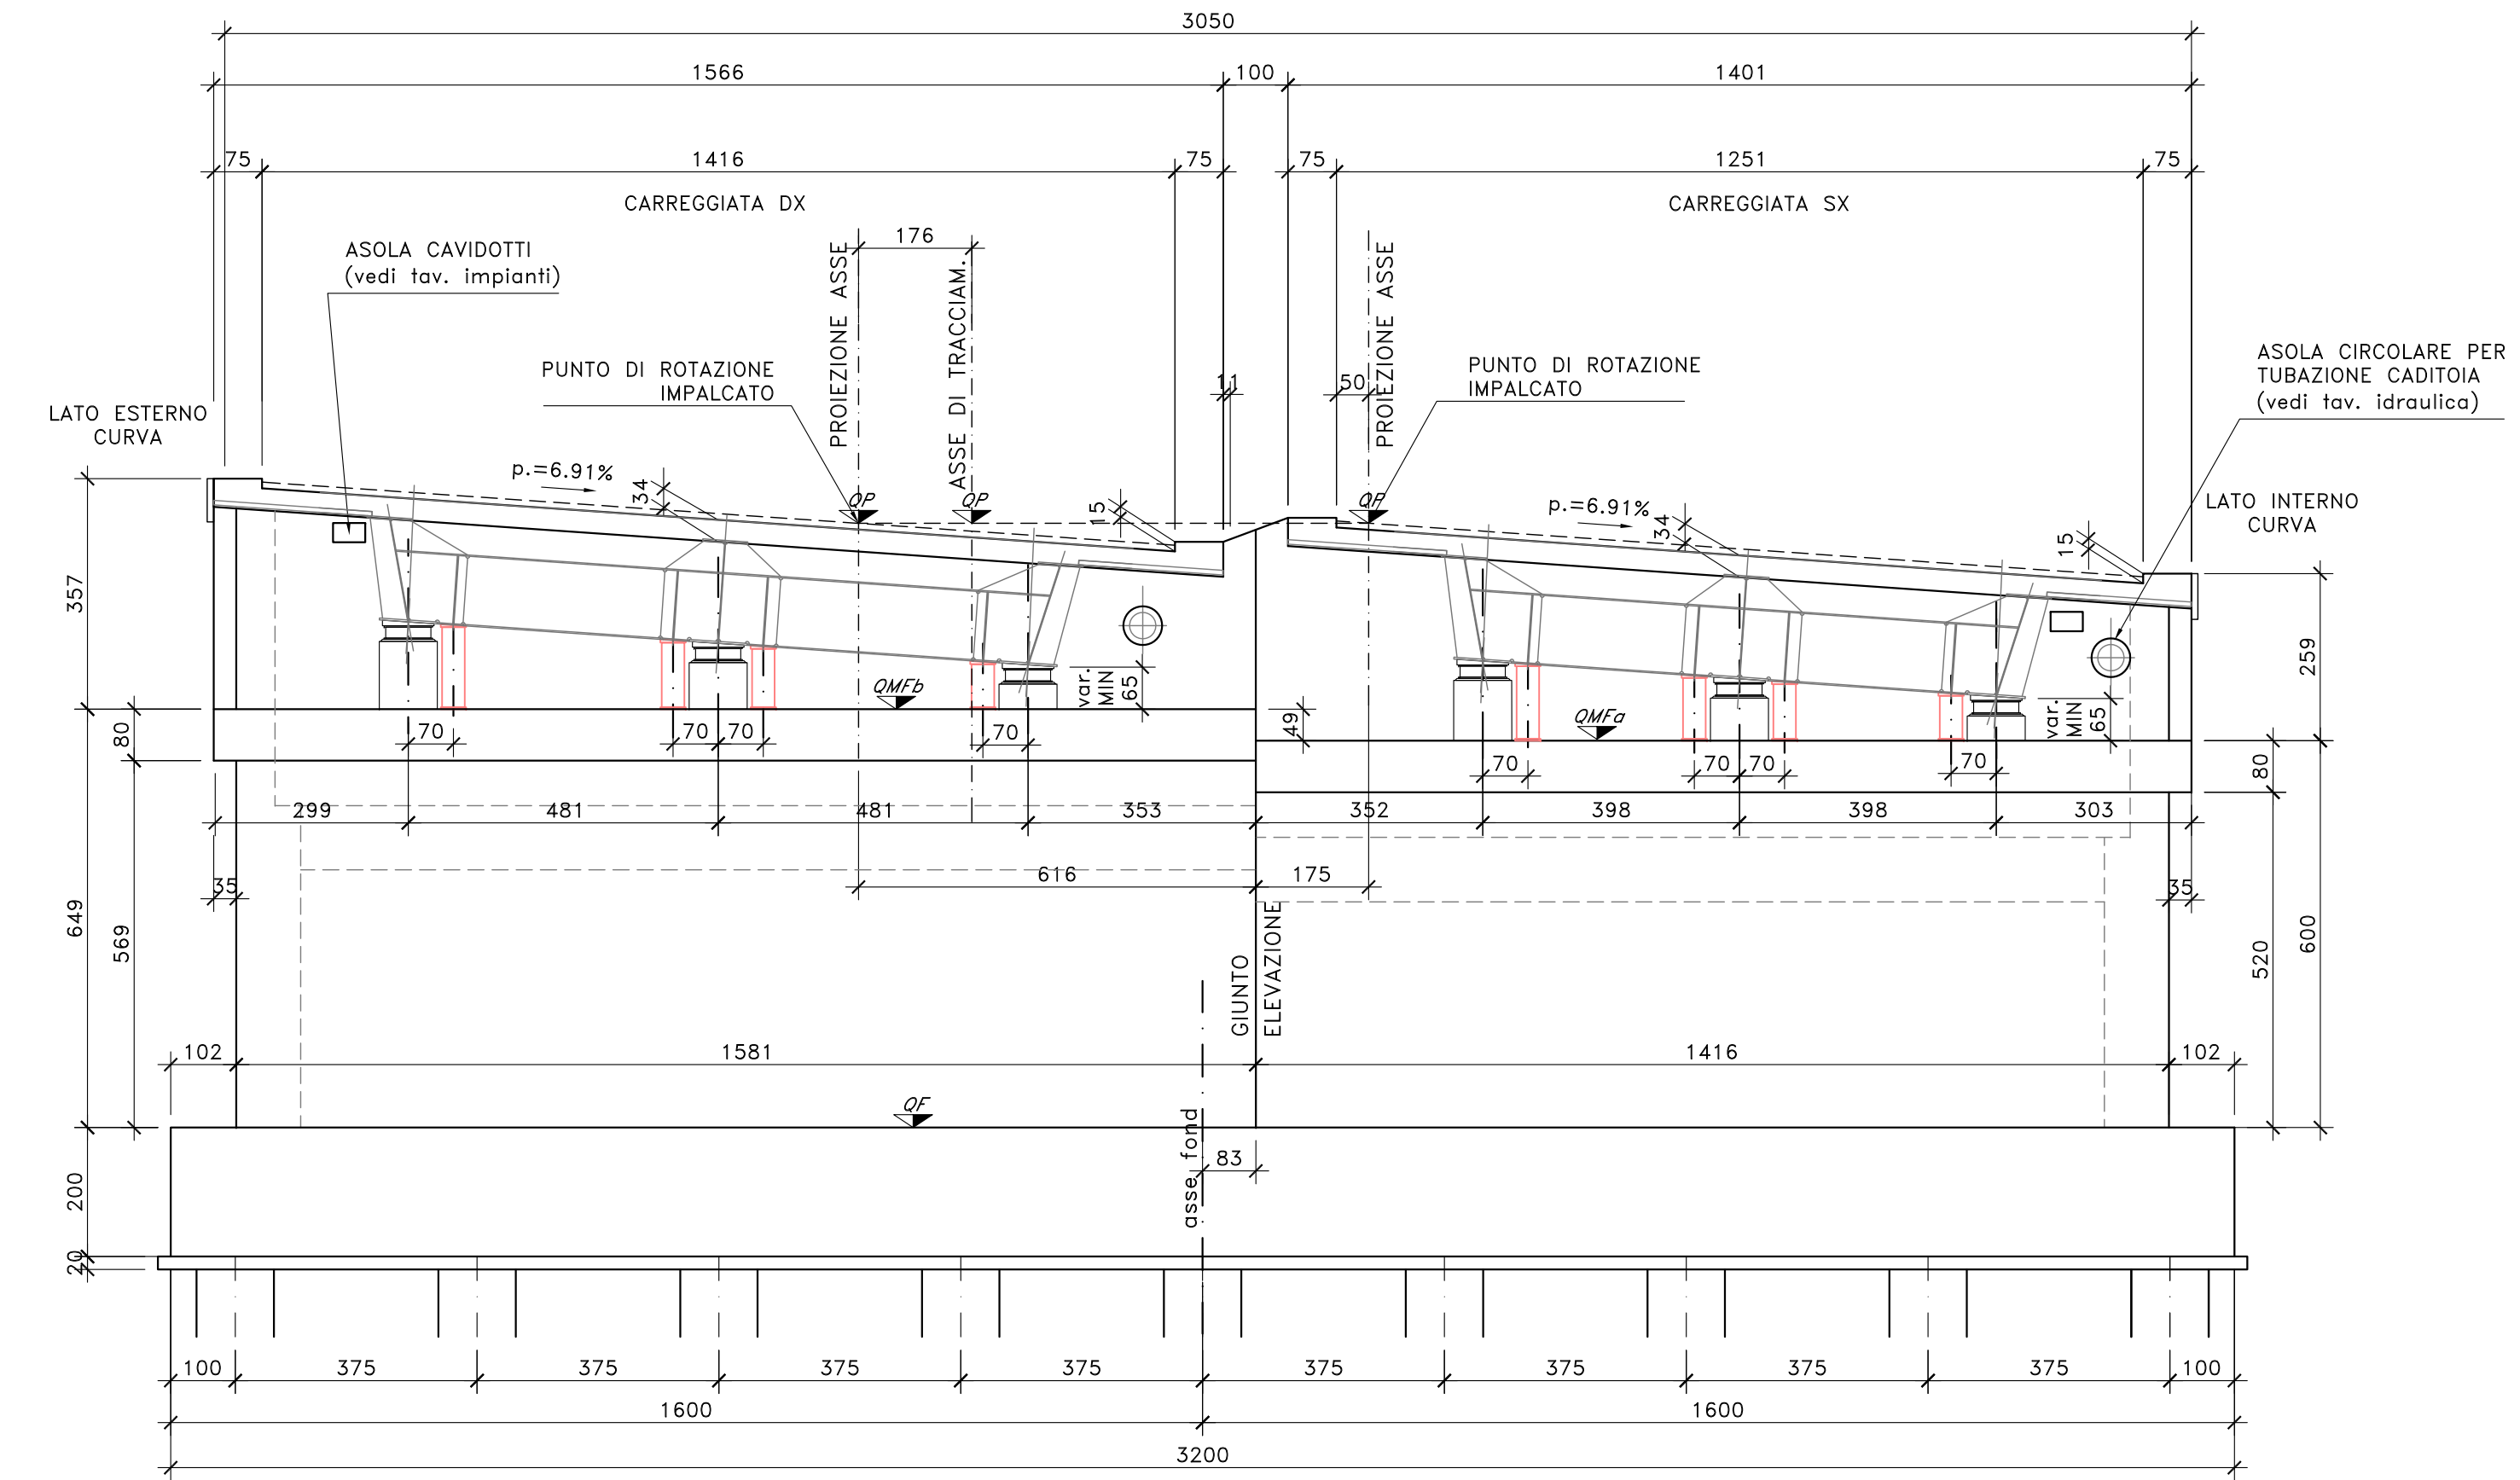 3050
1566 100 1401
75 1416 75 75 1251 75
CARREGGIATA DX CARREGGIATA SX
176
ASOLA CAVIDOTTI
(vedi tav. impianti)
PROIEZIONE ASSE
ASSE DI TRACCIAM.
PROIEZIONE ASSE
PUNTO DI ROTAZIONE
IMPALCATO
11 50
PUNTO DI ROTAZIONE
IMPALCATO
ASOLA CIRCOLARE PER
TUBAZIONE CADITOIA
(vedi tav. idraulica)
LATO ESTERNO
CURVA
p.=6.91%
34
QP QP
15
QP
p.=6.91%
34
15
LATO INTERNO
CURVA
357
259
QMFb
var.
MIN
65
49
QMFa
var.
MIN
65
80
70 70 70 70
70 70 70 70
80
299 481 481 353 352 398 398 303
616 175
35 35
649
569
520
600
GIUNTO
ELEVAZIONE
102 1581 1416 102
QF
asse fond
83
200
20
100 375 375 375 375 375 375 375 375 100
1600 1600
3200